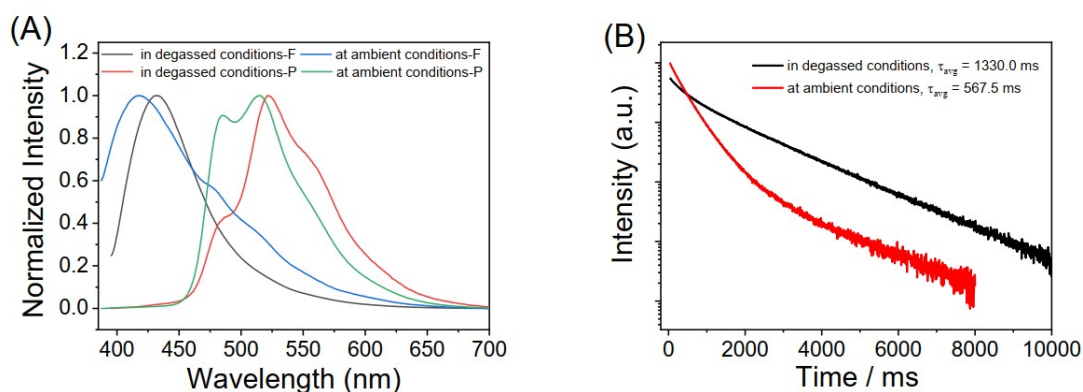 (A)
in degassed conditions-F at ambient conditions-F
in degassed conditions-P at ambient conditions-P
1.2
1.0
0.8
0.6
0.4
0.2
0.0
Normalized Intensity
400 450 500 550 600 650 700
Wavelength (nm)
(B)
in degassed conditions, τavg = 1330.0 ms
at ambient conditions, τavg = 567.5 ms
Intensity (a.u.)
0 2000 4000 6000 8000 10000
Time / ms